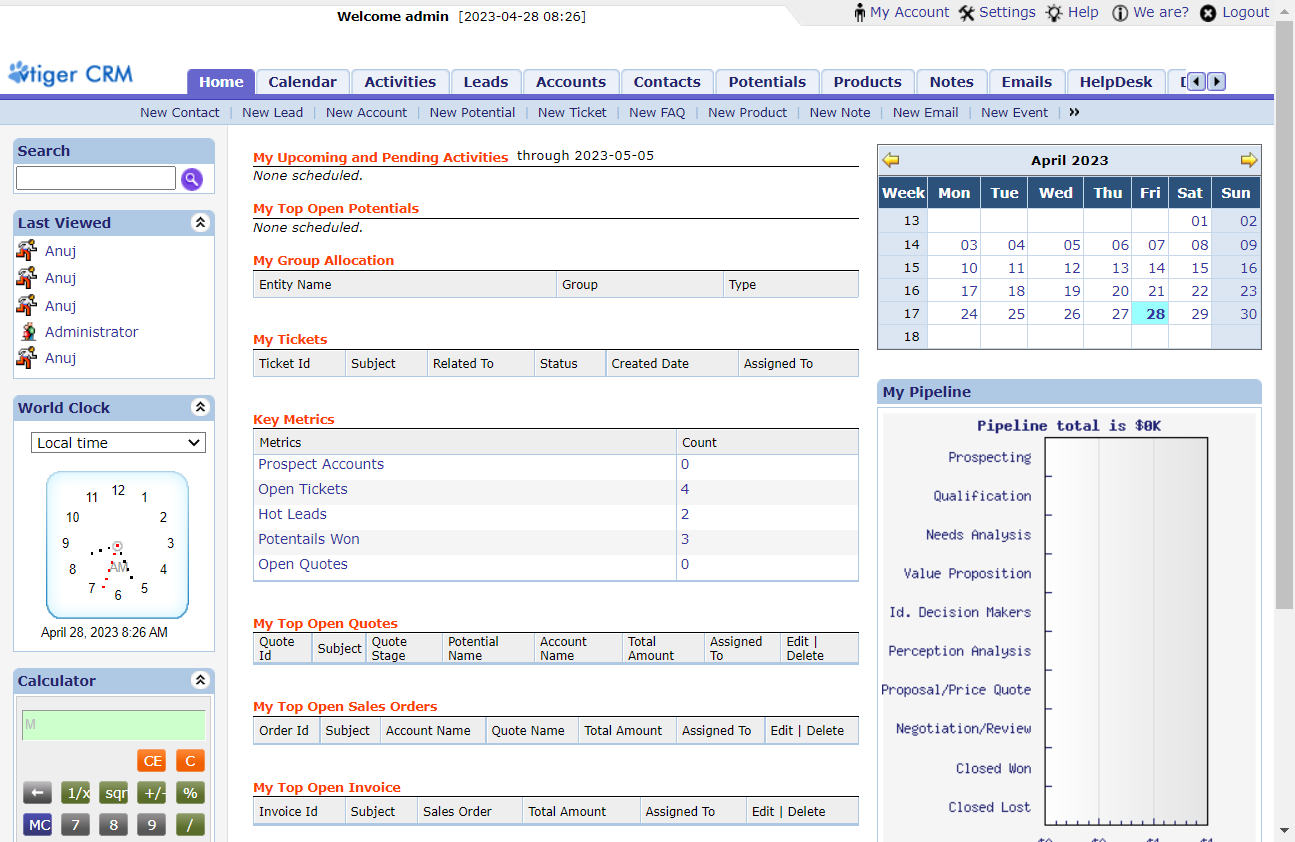 Welcome admin [2023-04-28 08:26]
My Account Settings Help We are? Logout
vtiger CRM
Home Calendar Activities Leads Accounts Contacts Potentials Products Notes Emails HelpDesk
New Contact | New Lead | New Account | New Potential | New Ticket | New FAQ | New Product | New Note | New Email | New Event | »
Search
Last Viewed
Anuj
Anuj
Anuj
Administrator
Anuj
World Clock
Local time
12
11 1
10 2
9 3
AM
8 4
7 5
6
April 28, 2023 8:26 AM
Calculator
M
CE C
← 1/x sqr +/- %
MC 7 8 9 /
My Upcoming and Pending Activities through 2023-05-05
None scheduled.
My Top Open Potentials
None scheduled.
My Group Allocation
Entity Name Group Type
My Tickets
Ticket Id Subject Related To Status Created Date Assigned To
Key Metrics
Metrics Count
Prospect Accounts 0
Open Tickets 4
Hot Leads 2
Potentails Won 3
Open Quotes 0
My Top Open Quotes
Quote Id Subject Quote Stage Potential Name Account Name Total Amount Assigned To Edit | Delete
My Top Open Sales Orders
Order Id Subject Account Name Quote Name Total Amount Assigned To Edit | Delete
My Top Open Invoice
Invoice Id Subject Sales Order Total Amount Assigned To Edit | Delete
April 2023
Week Mon Tue Wed Thu Fri Sat Sun
13 01 02
14 03 04 05 06 07 08 09
15 10 11 12 13 14 15 16
16 17 18 19 20 21 22 23
17 24 25 26 27 28 29 30
18
My Pipeline
Pipeline total is $0K
Prospecting
Qualification
Needs Analysis
Value Proposition
Id. Decision Makers
Perception Analysis
Proposal/Price Quote
Negotiation/Review
Closed Won
Closed Lost